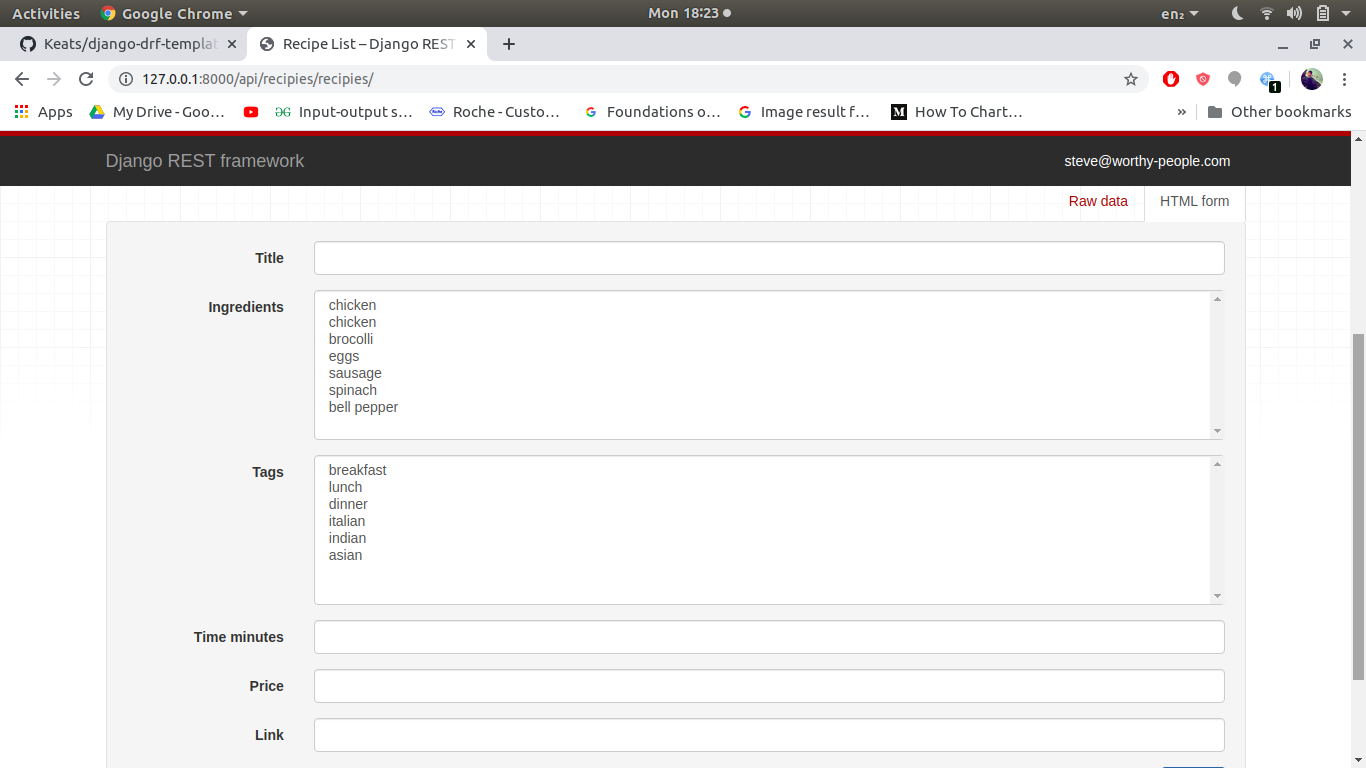 Activities Google Chrome Mon 18:23 en₂
Keats/django-drf-templat Recipe List – Django REST
127.0.0.1:8000/api/recipies/recipies/ 1
Apps My Drive - Goo… Input-output s… Roche - Custo… Foundations o… Image result f… M How To Chart… » Other bookmarks
Django REST framework steve@worthy-people.com
Raw data HTML form
Title
Ingredients
chicken
chicken
brocolli
eggs
sausage
spinach
bell pepper
Tags
breakfast
lunch
dinner
italian
indian
asian
Time minutes
Price
Link